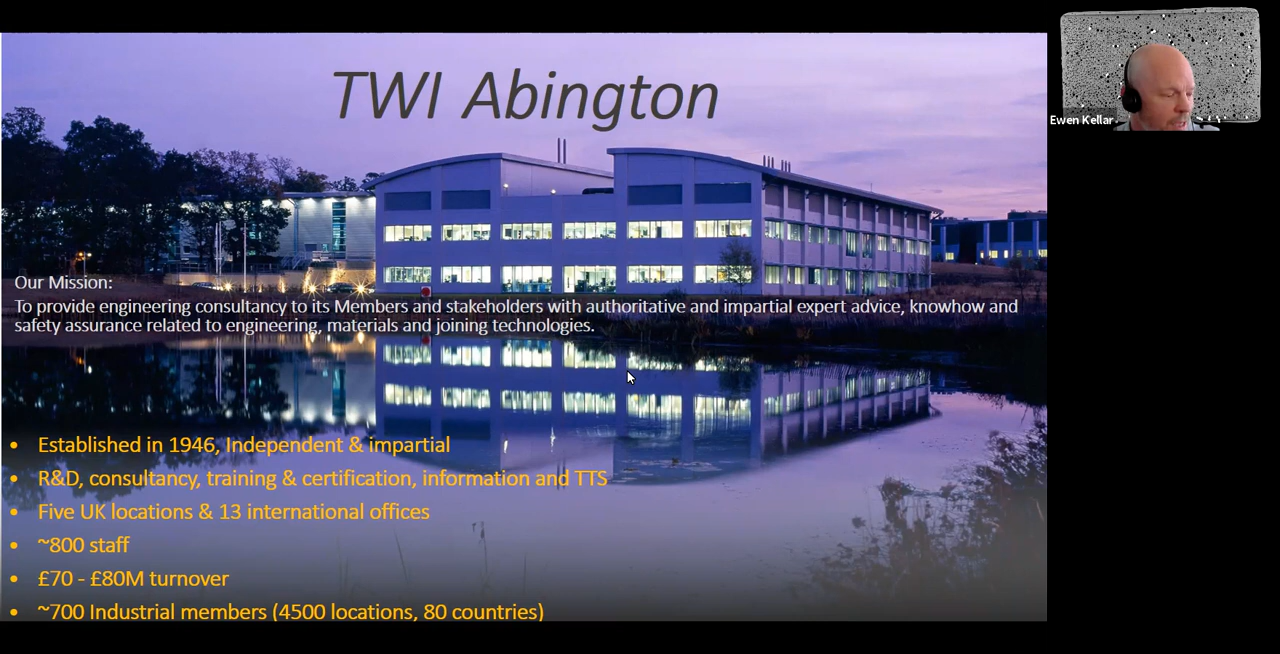 TWI Abington
Ewen Kellar
Our Mission:
To provide engineering consultancy to its Members and stakeholders with authoritative and impartial expert advice, knowhow and
safety assurance related to engineering, materials and joining technologies.
• Established in 1946, Independent & impartial
• R&D, consultancy, training & certification, information and TTS
• Five UK locations & 13 international offices
• ~800 staff
• £70 - £80M turnover
• ~700 Industrial members (4500 locations, 80 countries)